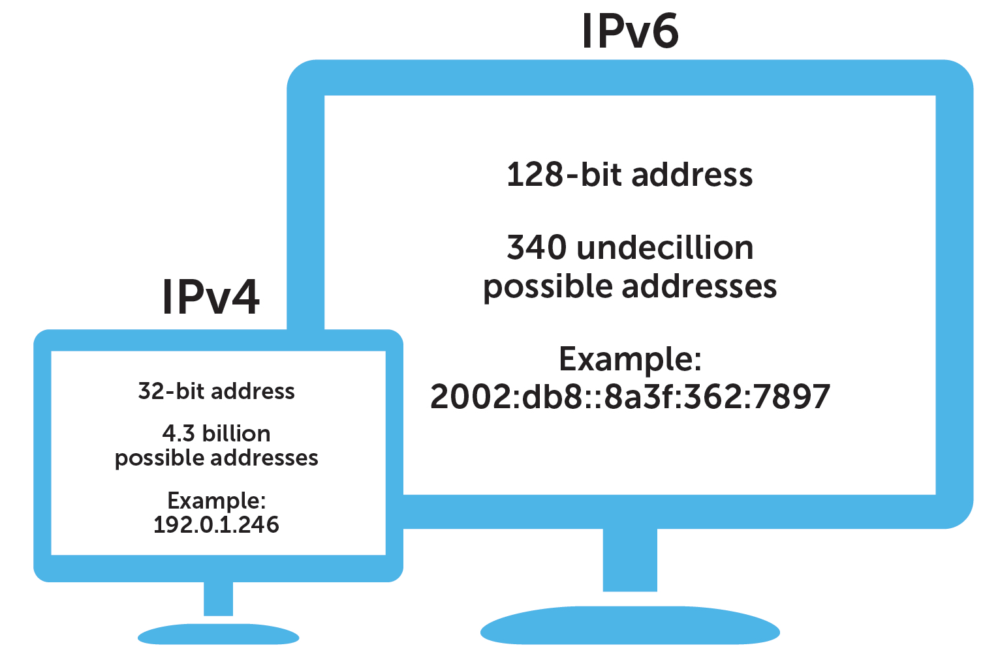 IPv6
128-bit address
340 undecillion
possible addresses
Example:
2002:db8::8a3f:362:7897
IPv4
32-bit address
4.3 billion
possible addresses
Example:
192.0.1.246